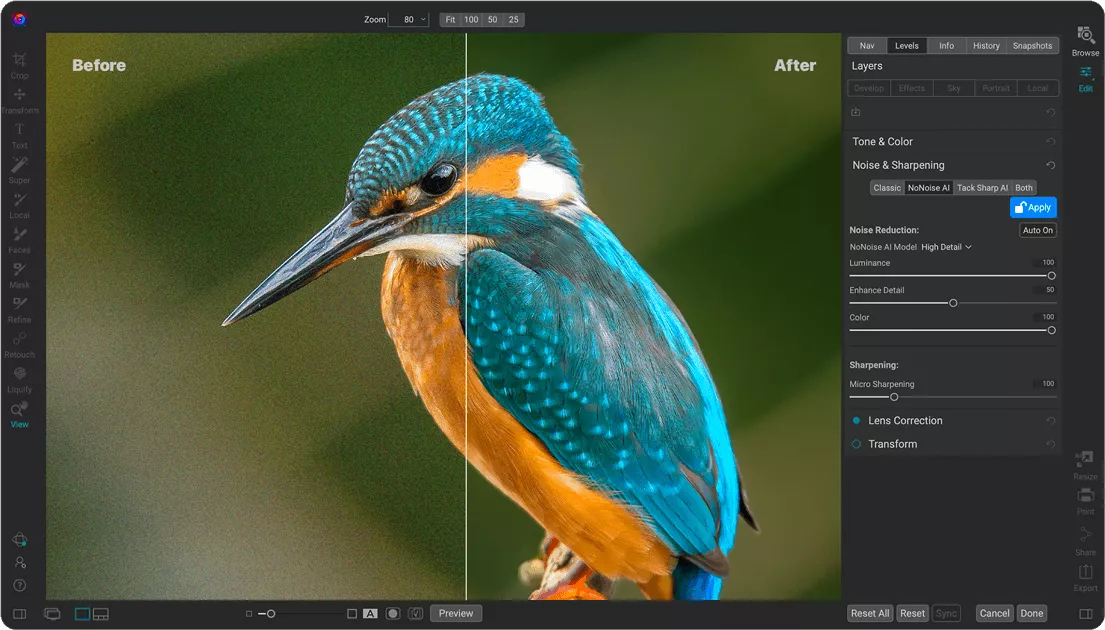 Zoom 80 Fit 100 50 25
Before
After
Crop
Transform
Text
Super
Local
Faces
Mask
Refine
Retouch
Liquify
View
Nav Levels Info History Snapshots
Layers
Develop Effects Sky Portrait Local
Tone & Color
Noise & Sharpening
Classic NoNoise AI Tack Sharp AI Both
Apply
Noise Reduction: Auto On
NoNoise AI Model High Detail
Luminance 100
Enhance Detail 50
Color 100
Sharpening:
Micro Sharpening 100
Lens Correction
Transform
Browse
Edit
Resize
Print
Share
Export
A
Preview
Reset All Reset Sync Cancel Done